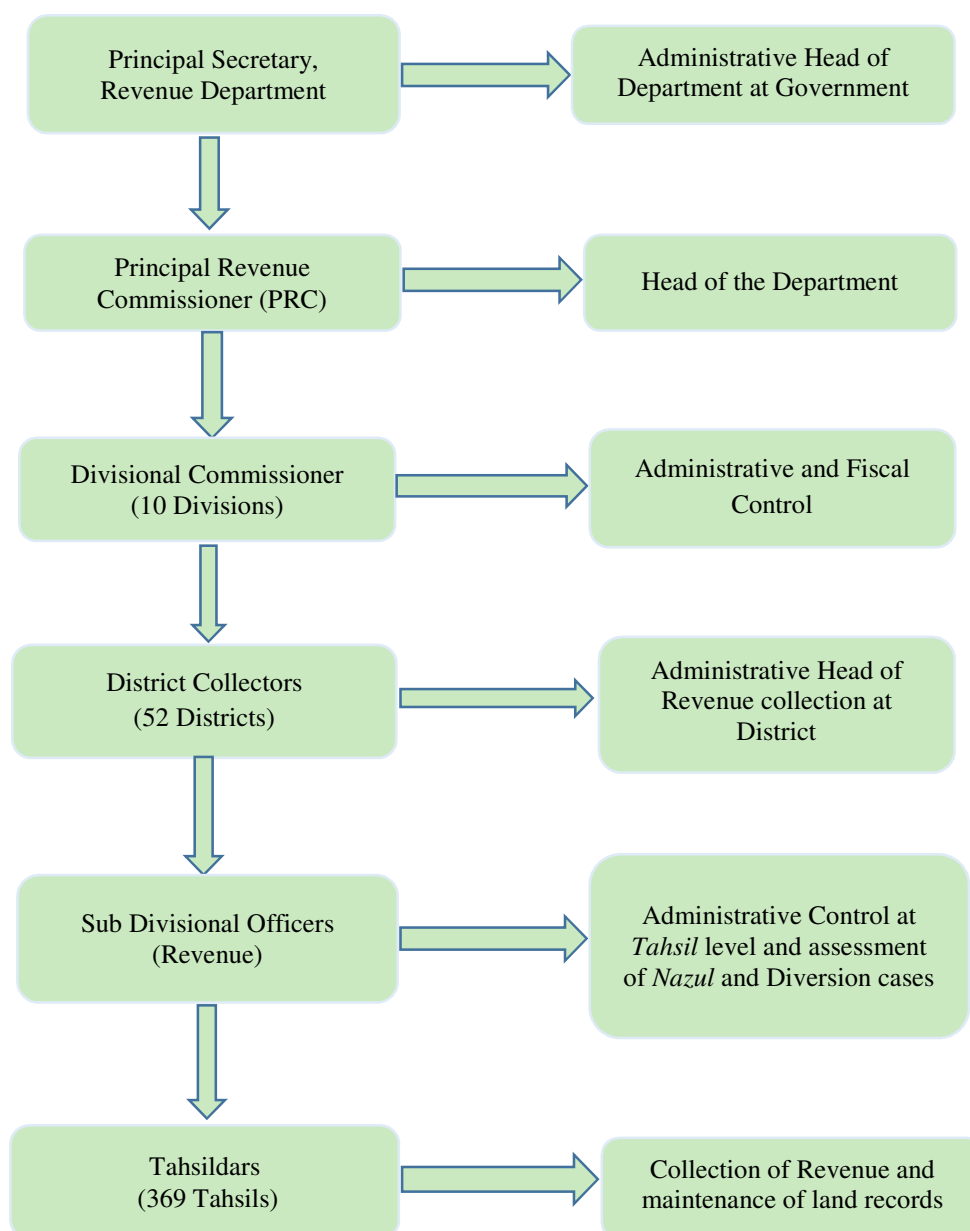 Principal Secretary,
Revenue Department
Administrative Head of
Department at Government
Principal Revenue
Commissioner (PRC)
Head of the Department
Divisional Commissioner
(10 Divisions)
Administrative and Fiscal
Control
District Collectors
(52 Districts)
Administrative Head of
Revenue collection at
District
Sub Divisional Officers
(Revenue)
Administrative Control at
Tahsil level and assessment
of Nazul and Diversion cases
Tahsildars
(369 Tahsils)
Collection of Revenue and
maintenance of land records